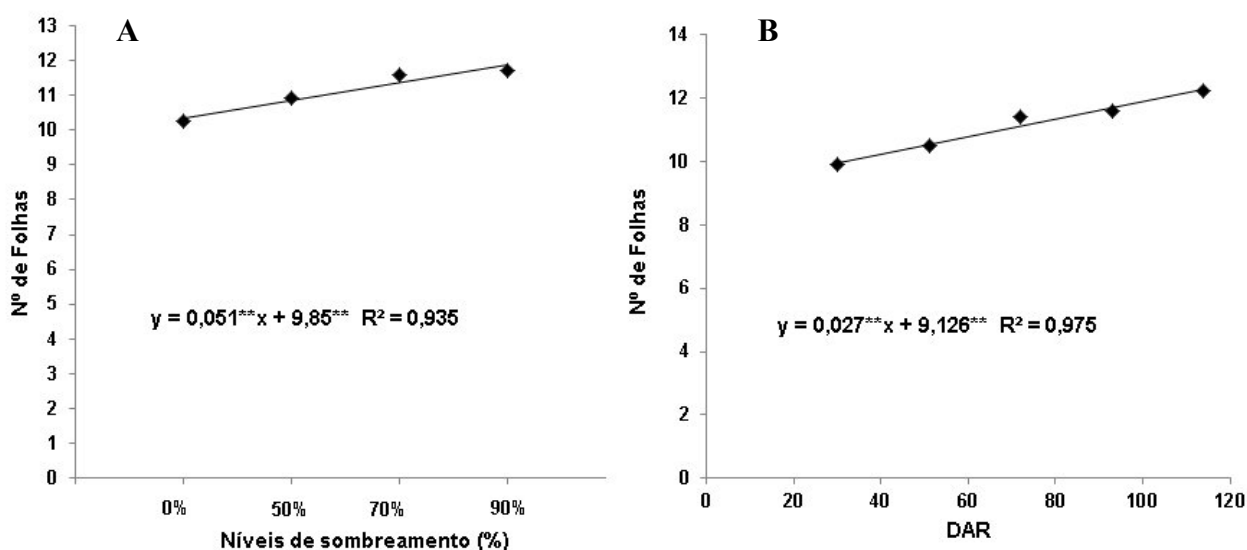 A
Nº de Folhas
13
12
11
10
9
8
7
6
5
4
3
2
1
0
y = 0,051**x + 9,85** R² = 0,935
0% 50% 70% 90%
Níveis de sombreamento (%)
B
Nº de Folhas
14
12
10
8
6
4
2
0
y = 0,027**x + 9,126** R² = 0,975
0 20 40 60 80 100 120
DAR